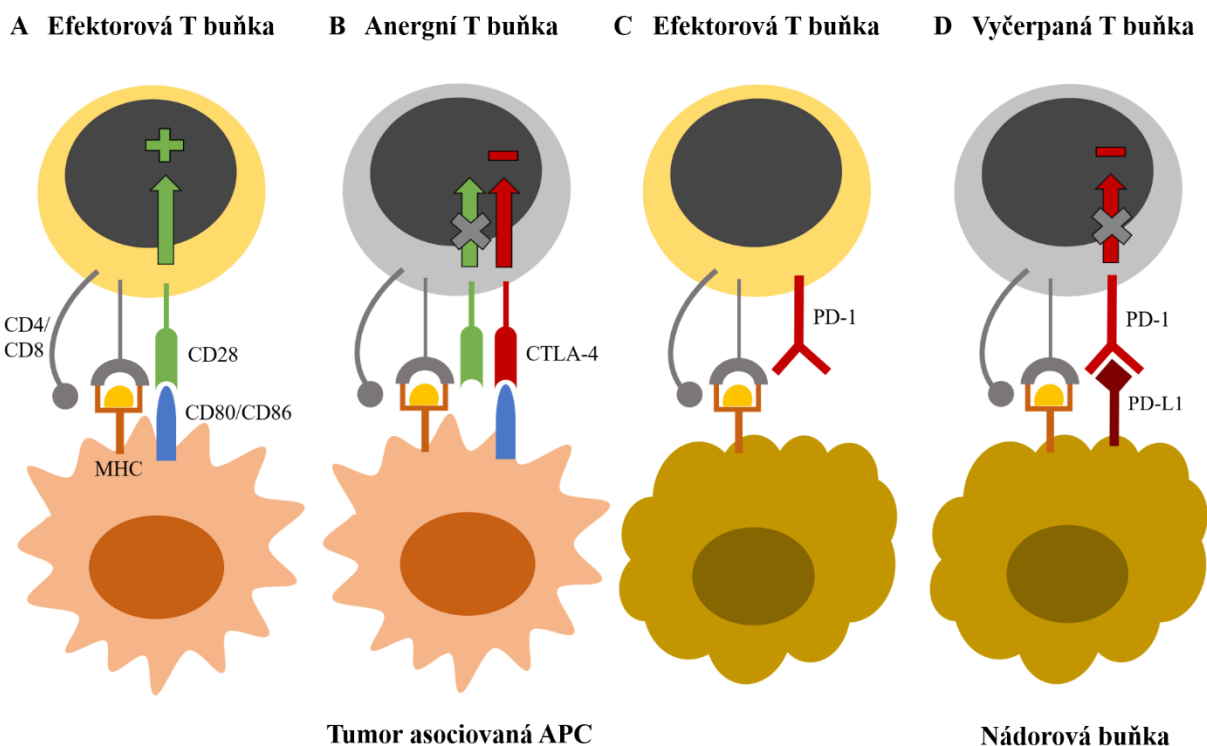 A Efektorová T buňka
B Anergní T buňka
C Efektorová T buňka
D Vyčerpaná T buňka
CD4/
CD8
CD28
CD80/CD86
MHC
CTLA-4
PD-1
PD-1
PD-L1
Tumor asociovaná APC
Nádorová buňka